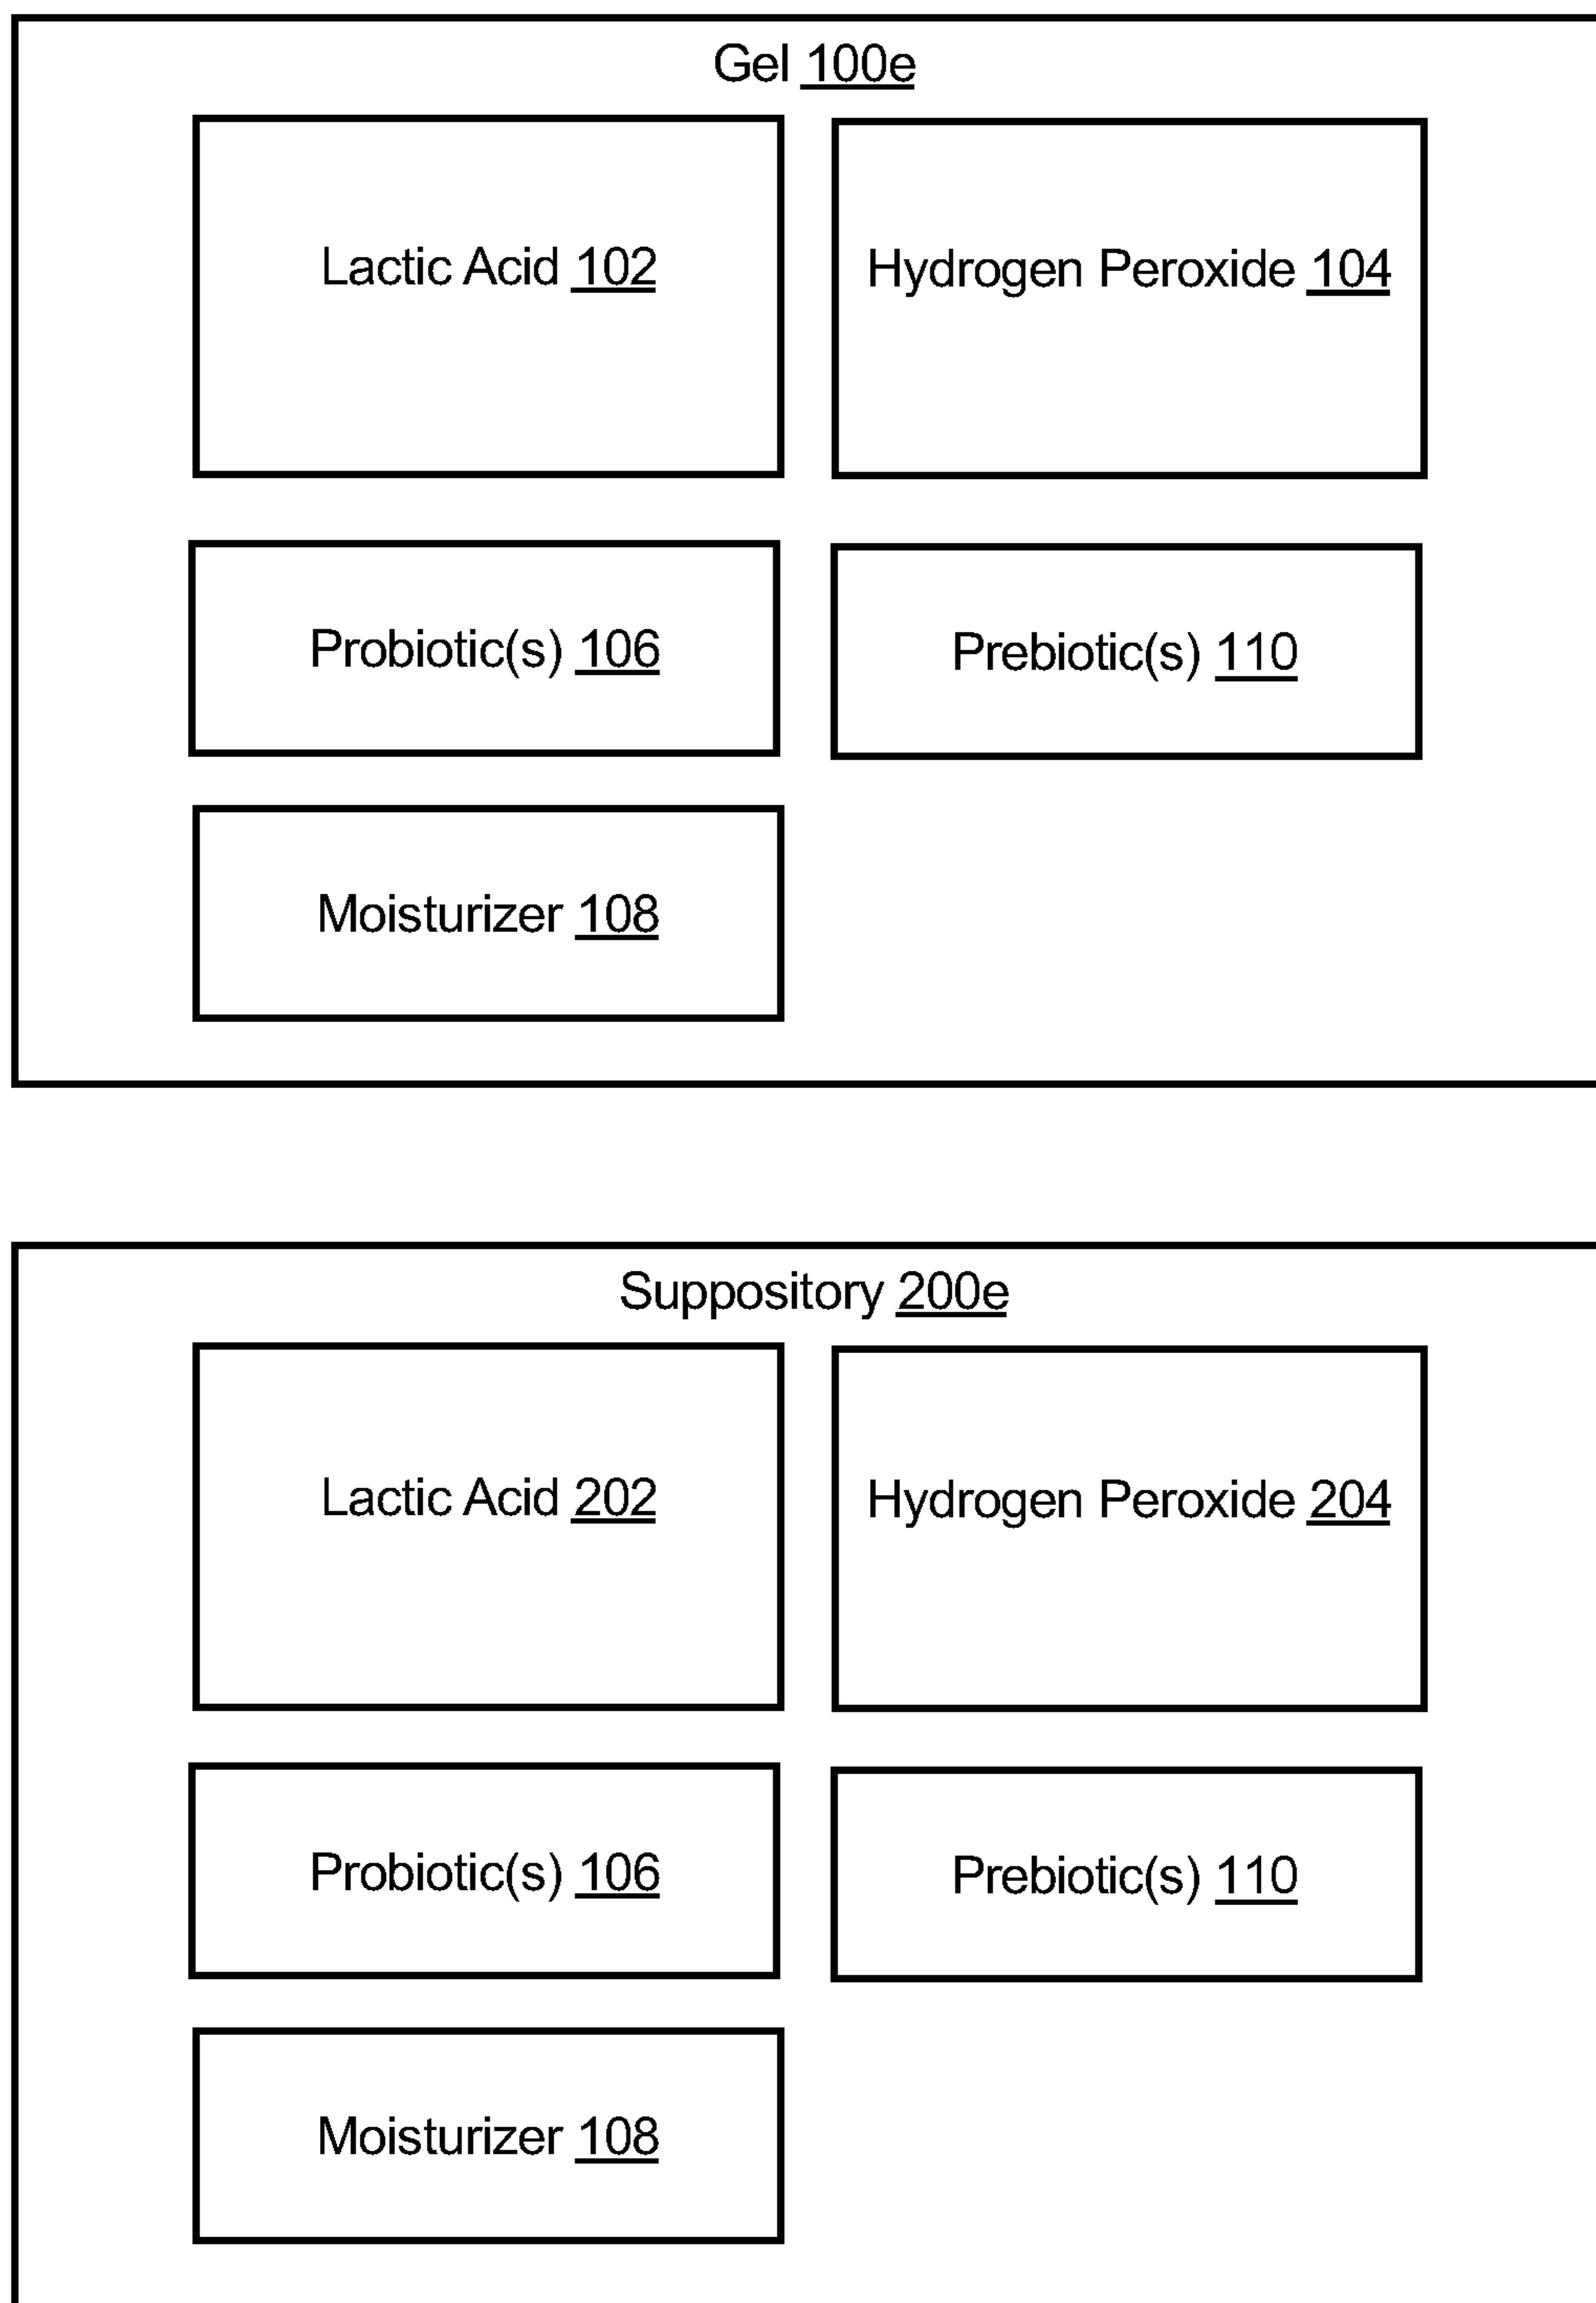 Gel 100e
Lactic Acid 102
Hydrogen Peroxide 104
Probiotic(s) 106
Prebiotic(s) 110
Moisturizer 108
Suppository 200e
Lactic Acid 202
Hydrogen Peroxide 204
Probiotic(s) 106
Prebiotic(s) 110
Moisturizer 108